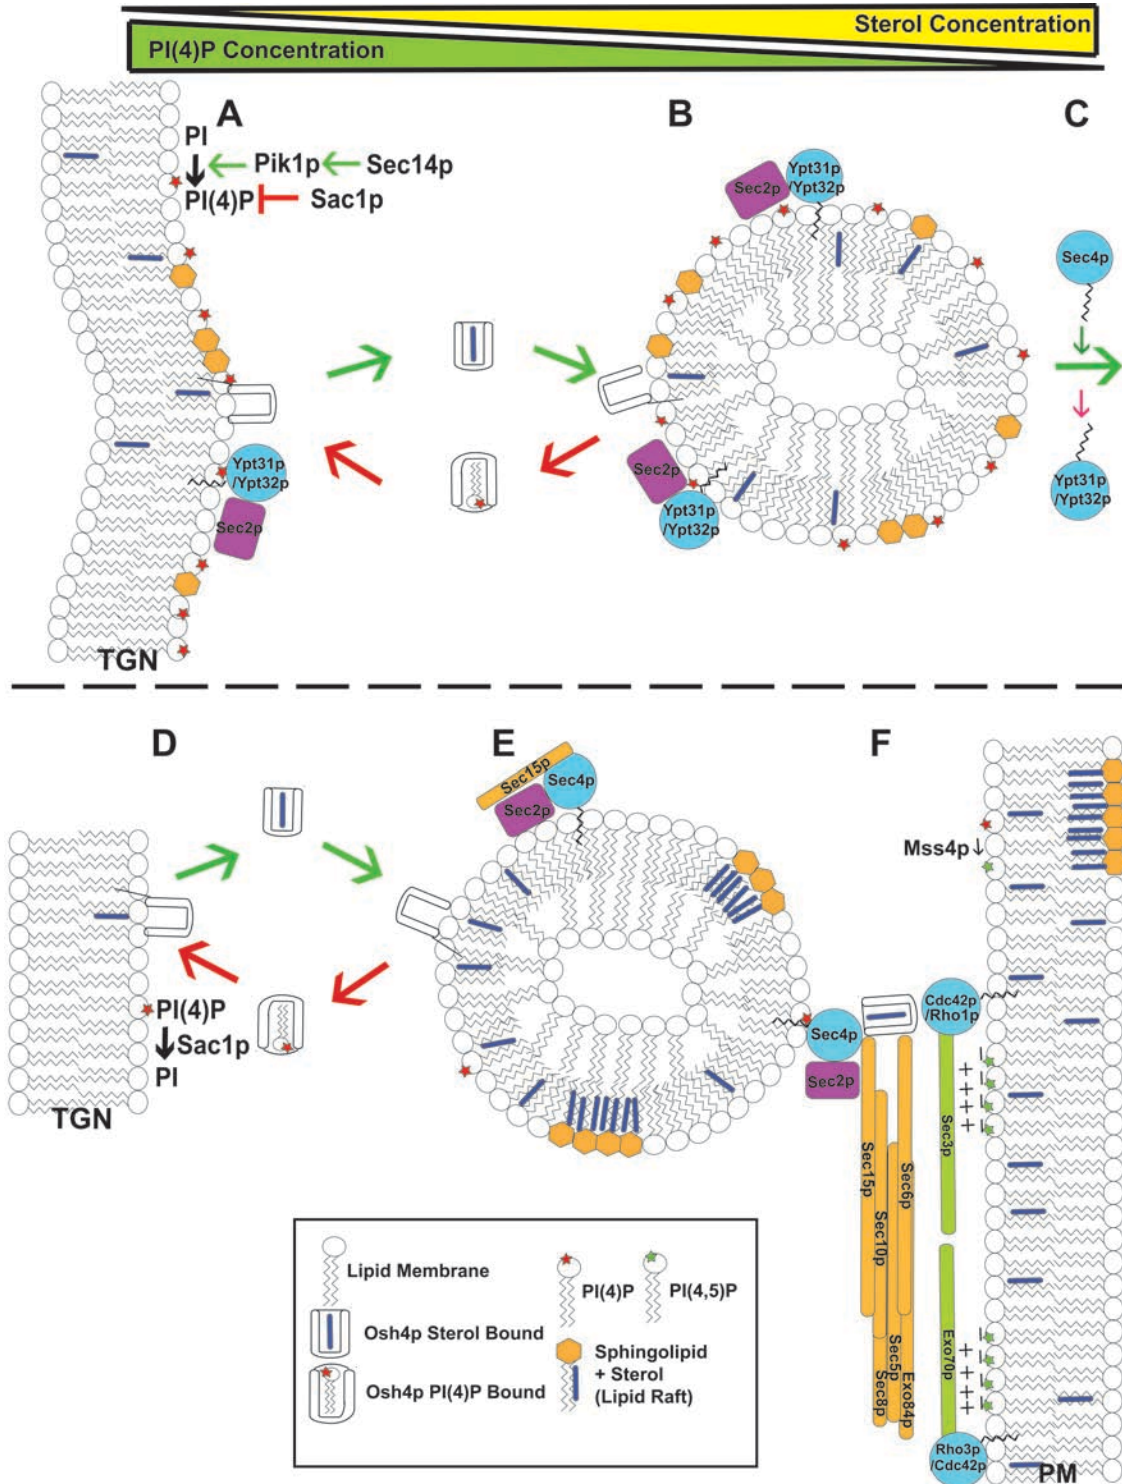 Sterol Concentration
PI(4)P Concentration
A
B
C
PI
Pik1p
Sec14p
PI(4)P
Sac1p
Sec2p
Ypt31p
/Ypt32p
Sec4p
Ypt31p
/Ypt32p
Sec2p
Sec2p
Ypt31p
/Ypt32p
Ypt31p
/Ypt32p
TGN
D
E
F
Sec15p
Sec4p
Sec2p
Mss4p
PI(4)P
Sac1p
PI
TGN
Cdc42p
/Rho1p
Sec4p
Sec2p
+ -
+ -
+ -
+ -
Sec3p
Sec15p
Sec6p
Sec10p
Sec5p
Sec8p
Exo84p
Exo70p
+ -
+ -
+ -
+ -
Rho3p
/Cdc42p
PM
Lipid Membrane
PI(4)P
PI(4,5)P
Osh4p Sterol Bound
Sphingolipid
+ Sterol
(Lipid Raft)
Osh4p PI(4)P Bound